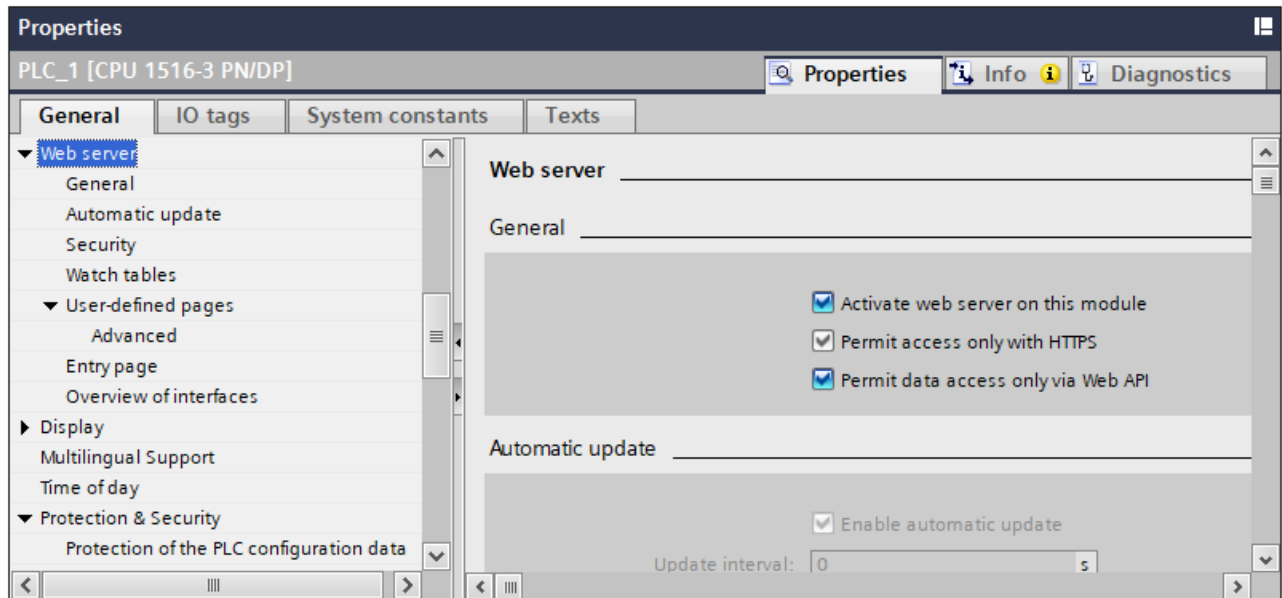 Properties
PLC_1 [CPU 1516-3 PN/DP]
Properties
Info
Diagnostics
General
IO tags
System constants
Texts
Web server
General
Automatic update
Security
Watch tables
User-defined pages
Advanced
Entry page
Overview of interfaces
Display
Multilingual Support
Time of day
Protection & Security
Protection of the PLC configuration data
Web server
General
Activate web server on this module
Permit access only with HTTPS
Permit data access only via Web API
Automatic update
Enable automatic update
Update interval: 0 s